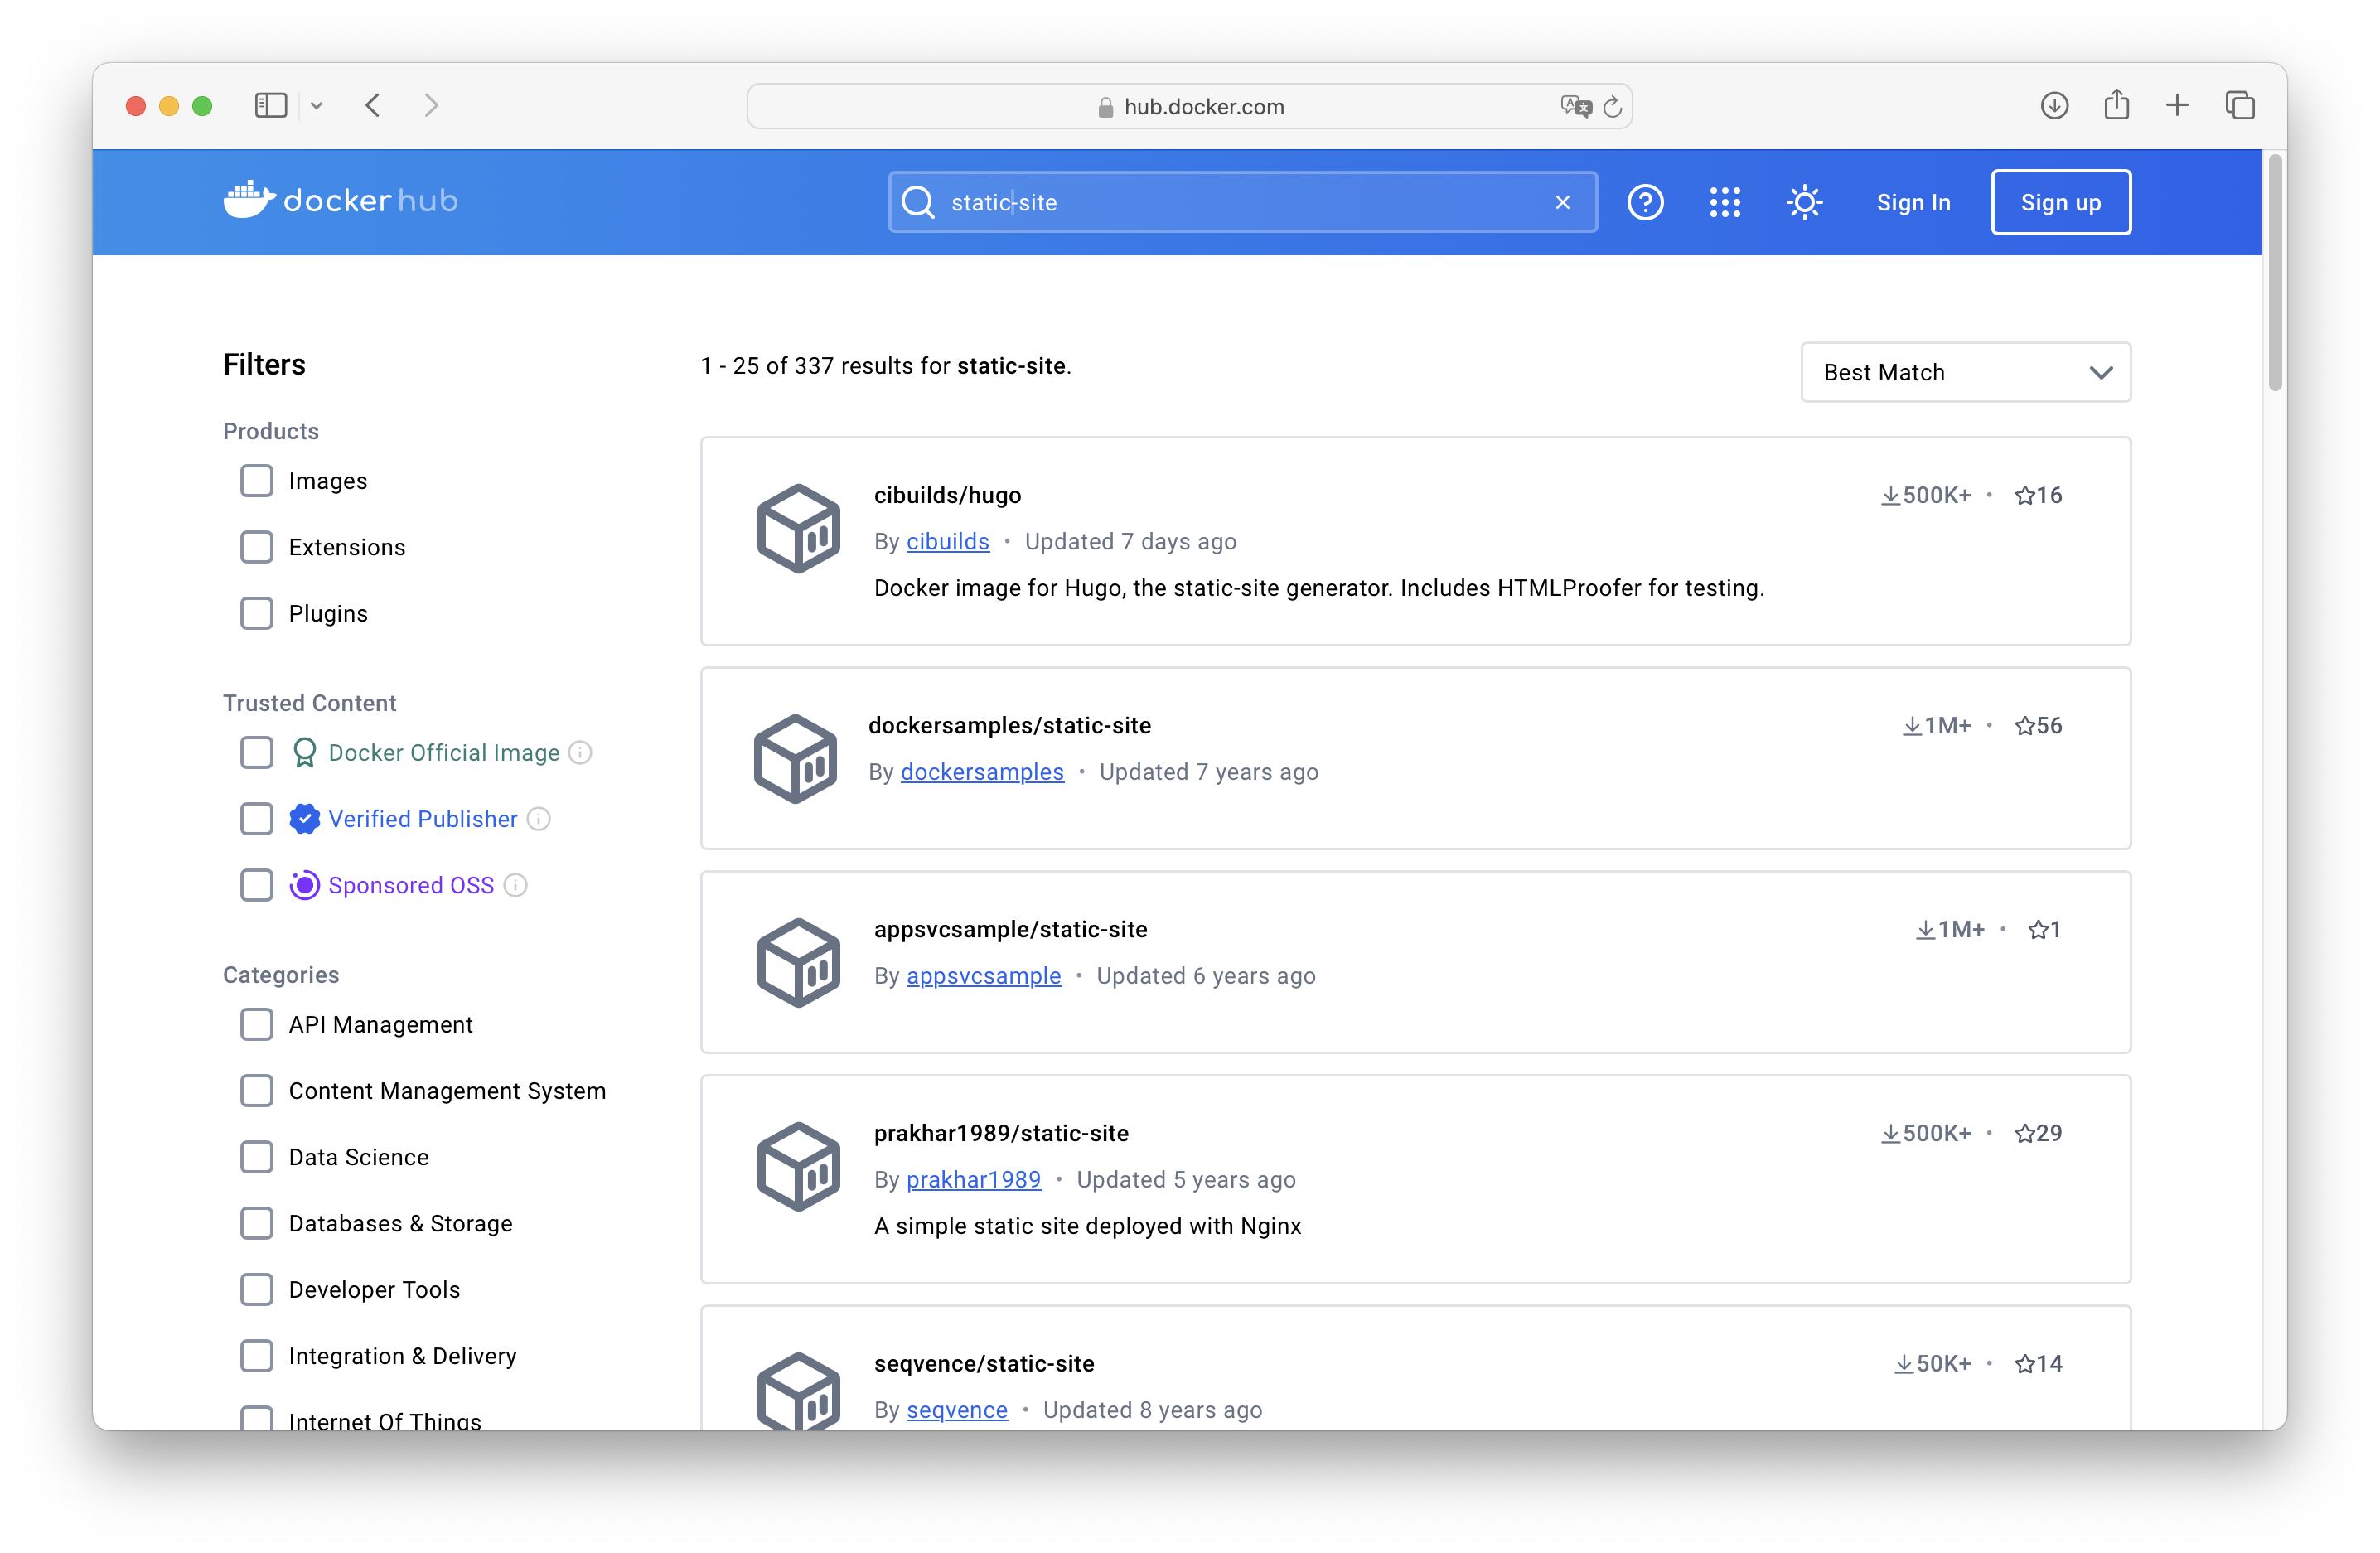 hub.docker.com
docker hub
static-site
Sign In
Sign up
Filters
Products
Images
Extensions
Plugins
Trusted Content
Docker Official Image
Verified Publisher
Sponsored OSS
Categories
API Management
Content Management System
Data Science
Databases & Storage
Developer Tools
Integration & Delivery
Internet Of Things
1 - 25 of 337 results for static-site.
Best Match
cibuilds/hugo
500K+ • 16
By cibuilds • Updated 7 days ago
Docker image for Hugo, the static-site generator. Includes HTMLProofer for testing.
dockersamples/static-site
1M+ • 56
By dockersamples • Updated 7 years ago
appsvcsample/static-site
1M+ • 1
By appsvcsample • Updated 6 years ago
prakhar1989/static-site
500K+ • 29
By prakhar1989 • Updated 5 years ago
A simple static site deployed with Nginx
seqvence/static-site
50K+ • 14
By seqvence • Updated 8 years ago